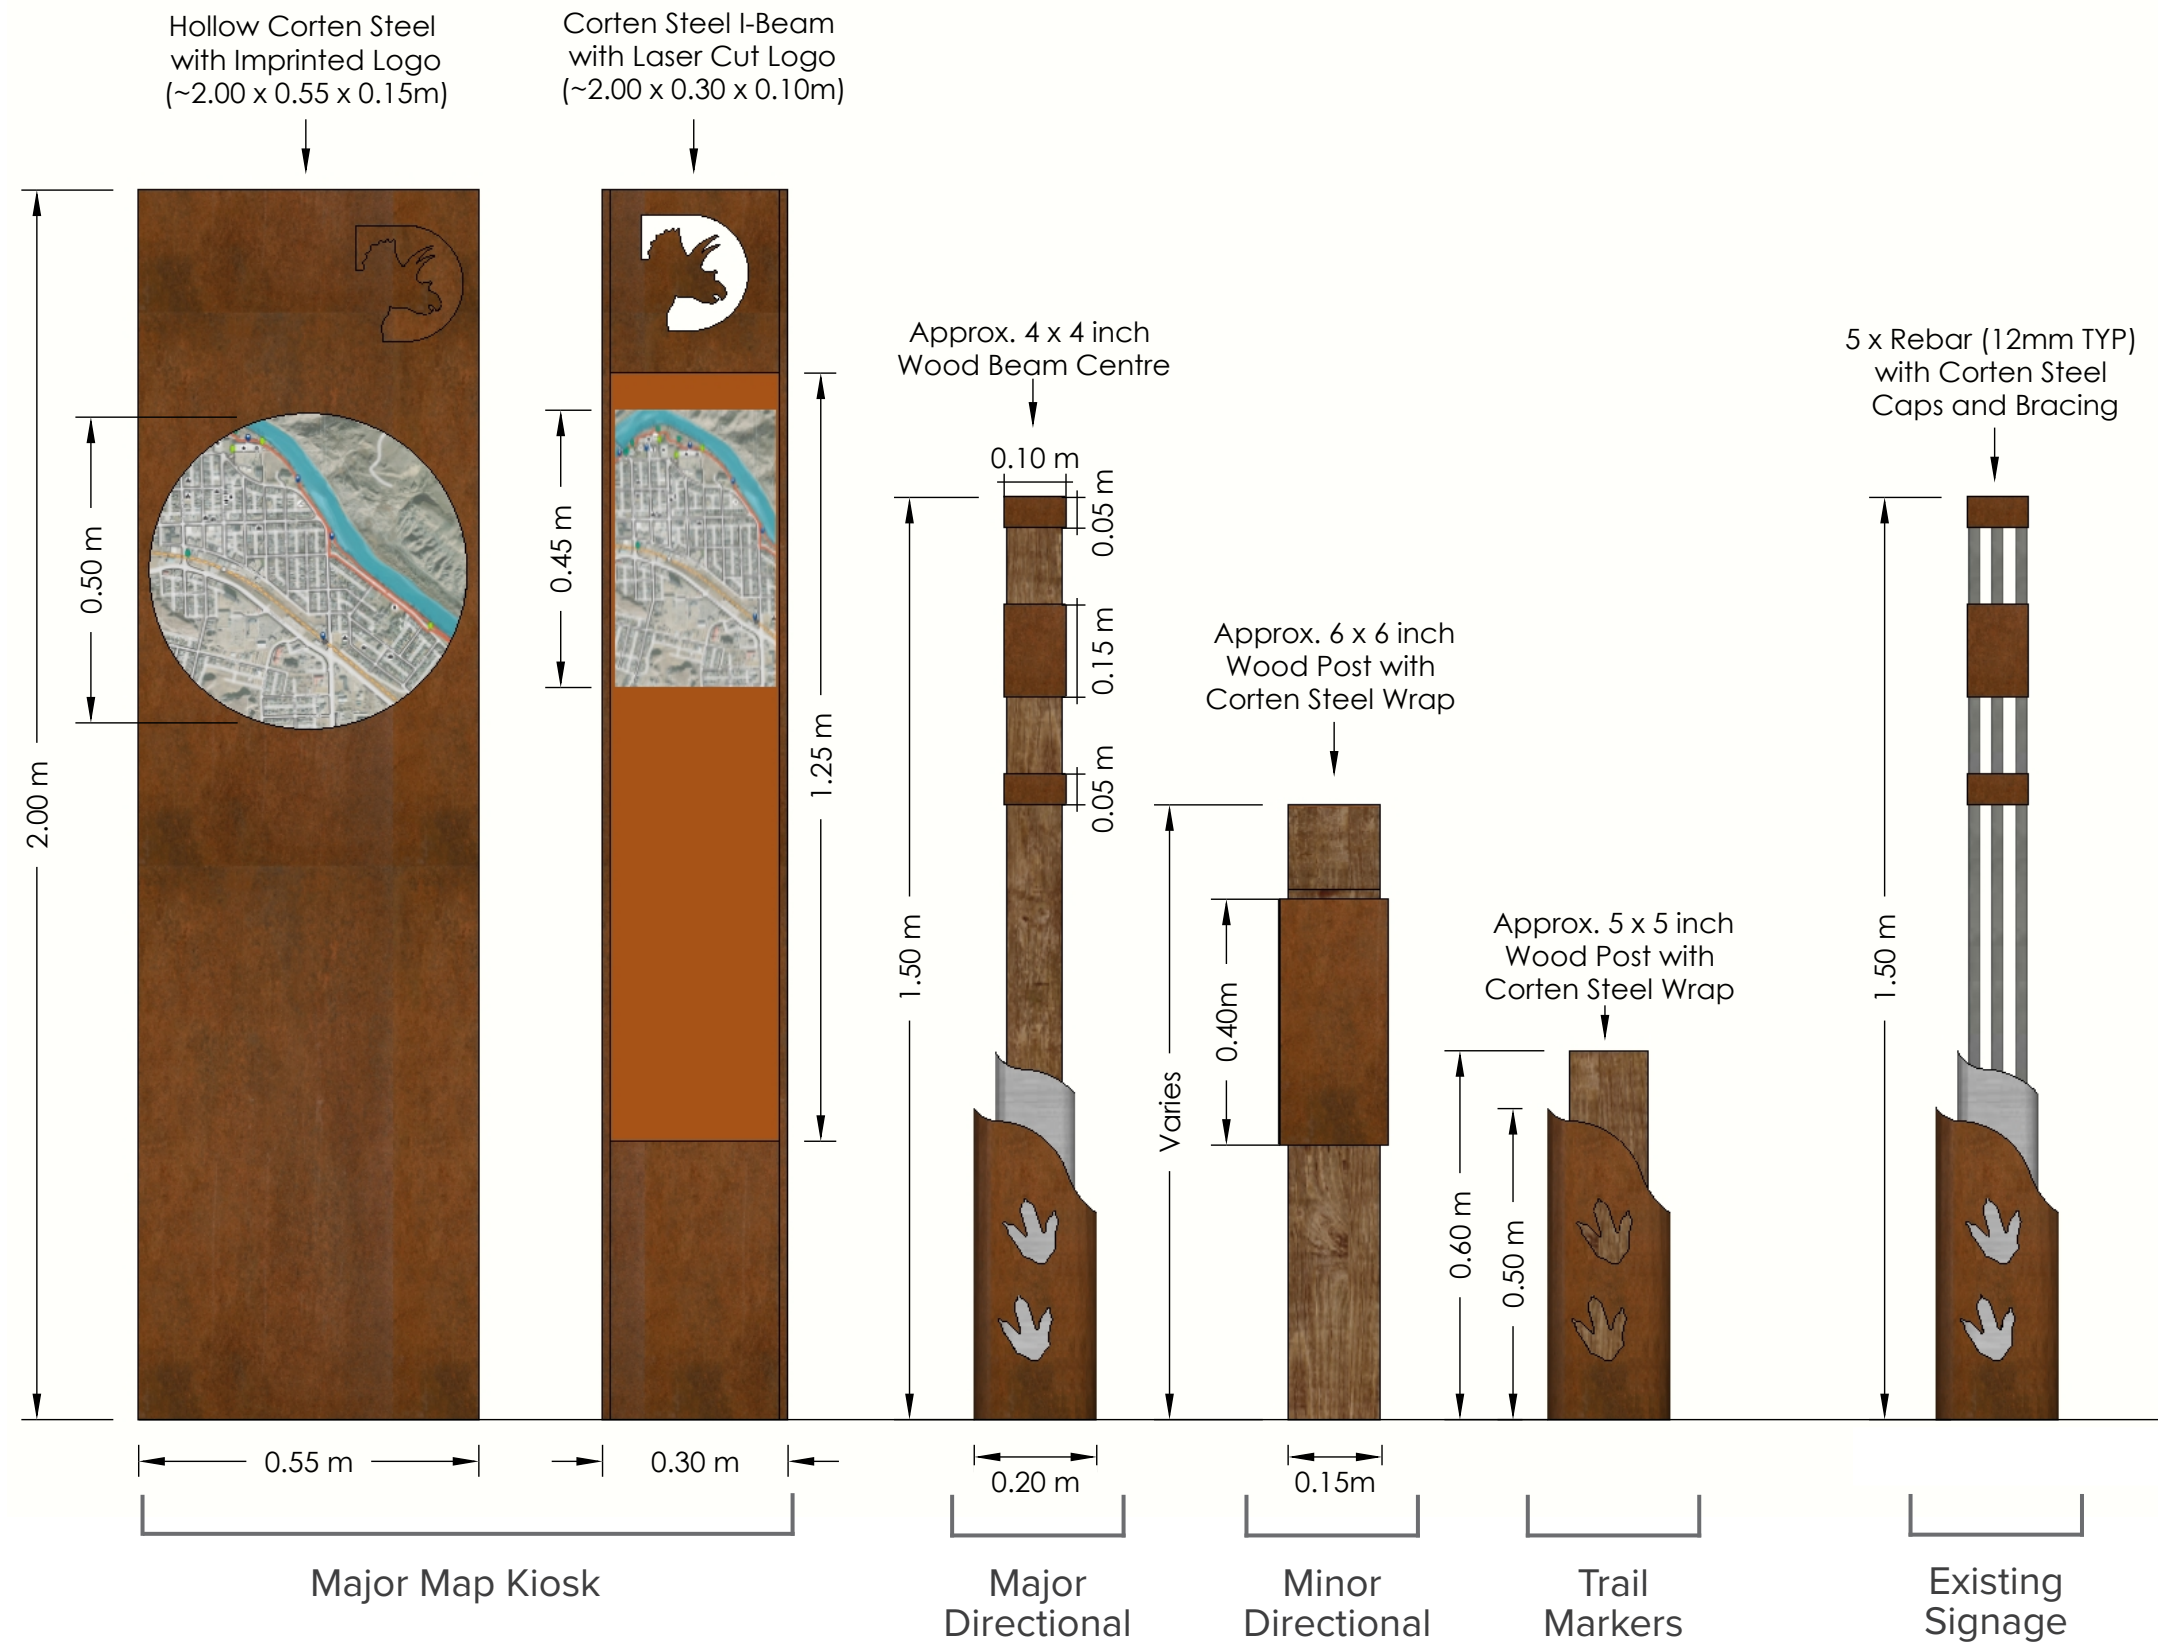 Hollow Corten Steel
with Imprinted Logo
(~2.00 x 0.55 x 0.15m)
Corten Steel I-Beam
with Laser Cut Logo
(~2.00 x 0.30 x 0.10m)
Approx. 4 x 4 inch
Wood Beam Centre
5 x Rebar (12mm TYP)
with Corten Steel
Caps and Bracing
Approx. 6 x 6 inch
Wood Post with
Corten Steel Wrap
Approx. 5 x 5 inch
Wood Post with
Corten Steel Wrap
2.00 m
0.50 m
0.45 m
1.25 m
1.50 m
0.10 m
0.05 m
0.15 m
0.05 m
Varies
0.40m
0.60 m
0.50 m
1.50 m
0.55 m
0.30 m
0.20 m
0.15m
Major Map Kiosk
Major
Directional
Minor
Directional
Trail
Markers
Existing
Signage